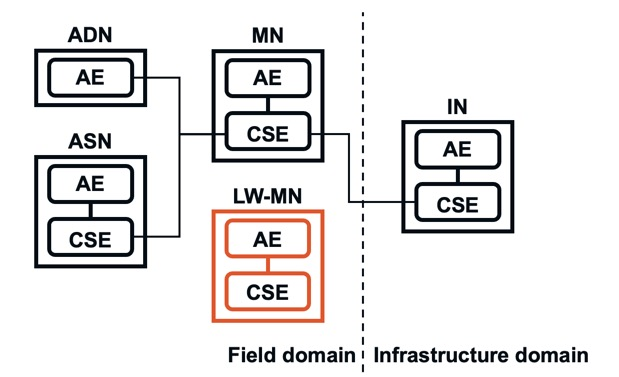 ADN
AE
ASN
AE
CSE
MN
AE
CSE
LW-MN
AE
CSE
IN
AE
CSE
Field domain
Infrastructure domain